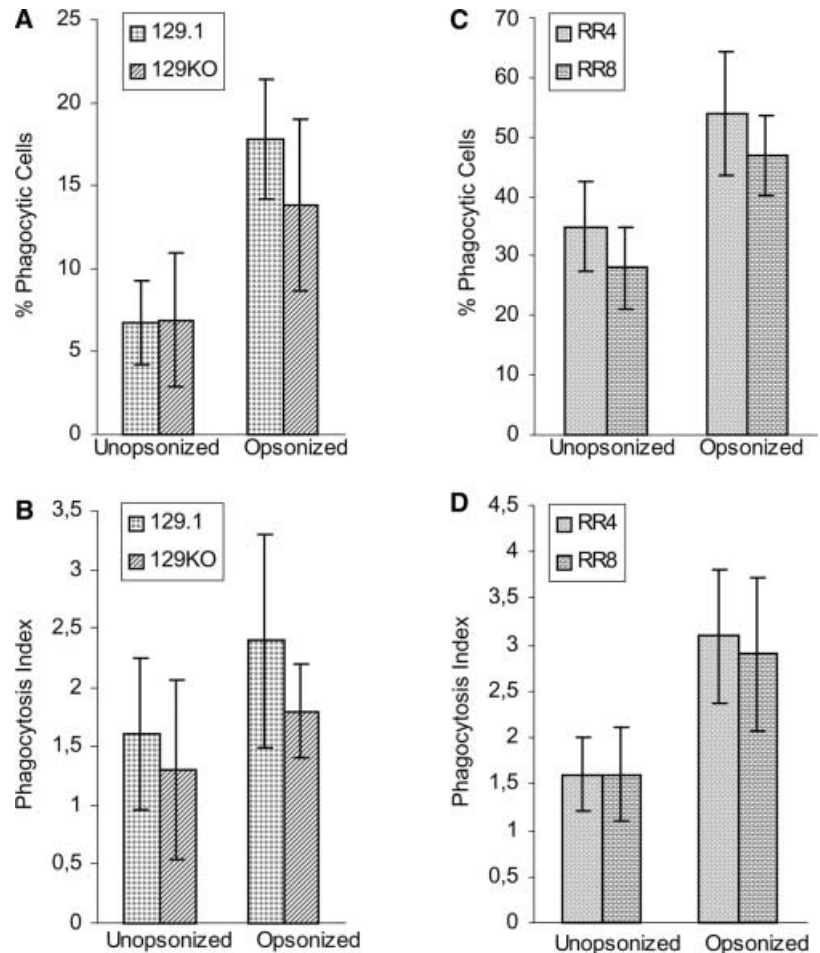 A
25
20
15
10
5
0
% Phagocytic Cells
129.1
129KO
Unopsonized Opsonized
C
70
60
50
40
30
20
10
0
% Phagocytic Cells
RR4
RR8
Unopsonized Opsonized
B
3,5
3
2,5
2
1,5
1
0,5
0
Phagocytosis Index
129.1
129KO
Unopsonized Opsonized
D
4,5
4
3,5
3
2,5
2
1,5
1
0,5
0
Phagocytosis Index
RR4
RR8
Unopsonized Opsonized